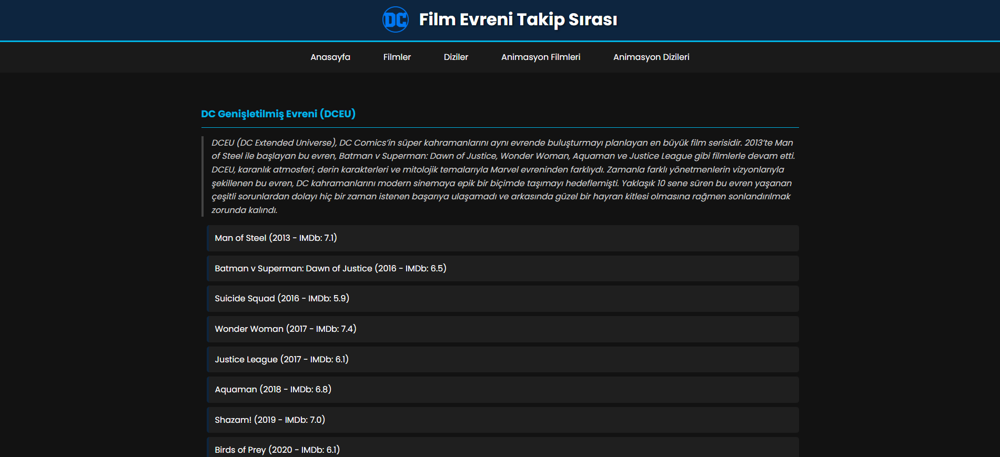 DC Film Evreni Takip Sırası
Anasayfa Filmler Diziler Animasyon Filmleri Animasyon Dizileri
DC Genişletilmiş Evreni (DCEU)
DCEU (DC Extended Universe), DC Comics’in süper kahramanlarını aynı evrende buluşturmayı planlayan en büyük film serisidir. 2013’te Man
of Steel ile başlayan bu evren, Batman v Superman: Dawn of Justice, Wonder Woman, Aquaman ve Justice League gibi filmlerle devam etti.
DCEU, karanlık atmosferi, derin karakterleri ve mitolojik temalarıyla Marvel evreninden farklıydı. Zamanla farklı yönetmenlerin vizyonlarıyla
şekillenen bu evren, DC kahramanlarını modern sinemaya epik bir biçimde taşımayı hedeflemişti. Yaklaşık 10 sene süren bu evren yaşanan
çeşitli sorunlardan dolayı hiç bir zaman istenen başarıya ulaşamadı ve arkasında güzel bir hayran kitlesi olmasına rağmen sonlandırılmak
zorunda kalındı.
Man of Steel (2013 - IMDb: 7.1)
Batman v Superman: Dawn of Justice (2016 - IMDb: 6.5)
Suicide Squad (2016 - IMDb: 5.9)
Wonder Woman (2017 - IMDb: 7.4)
Justice League (2017 - IMDb: 6.1)
Aquaman (2018 - IMDb: 6.8)
Shazam! (2019 - IMDb: 7.0)
Birds of Prey (2020 - IMDb: 6.1)